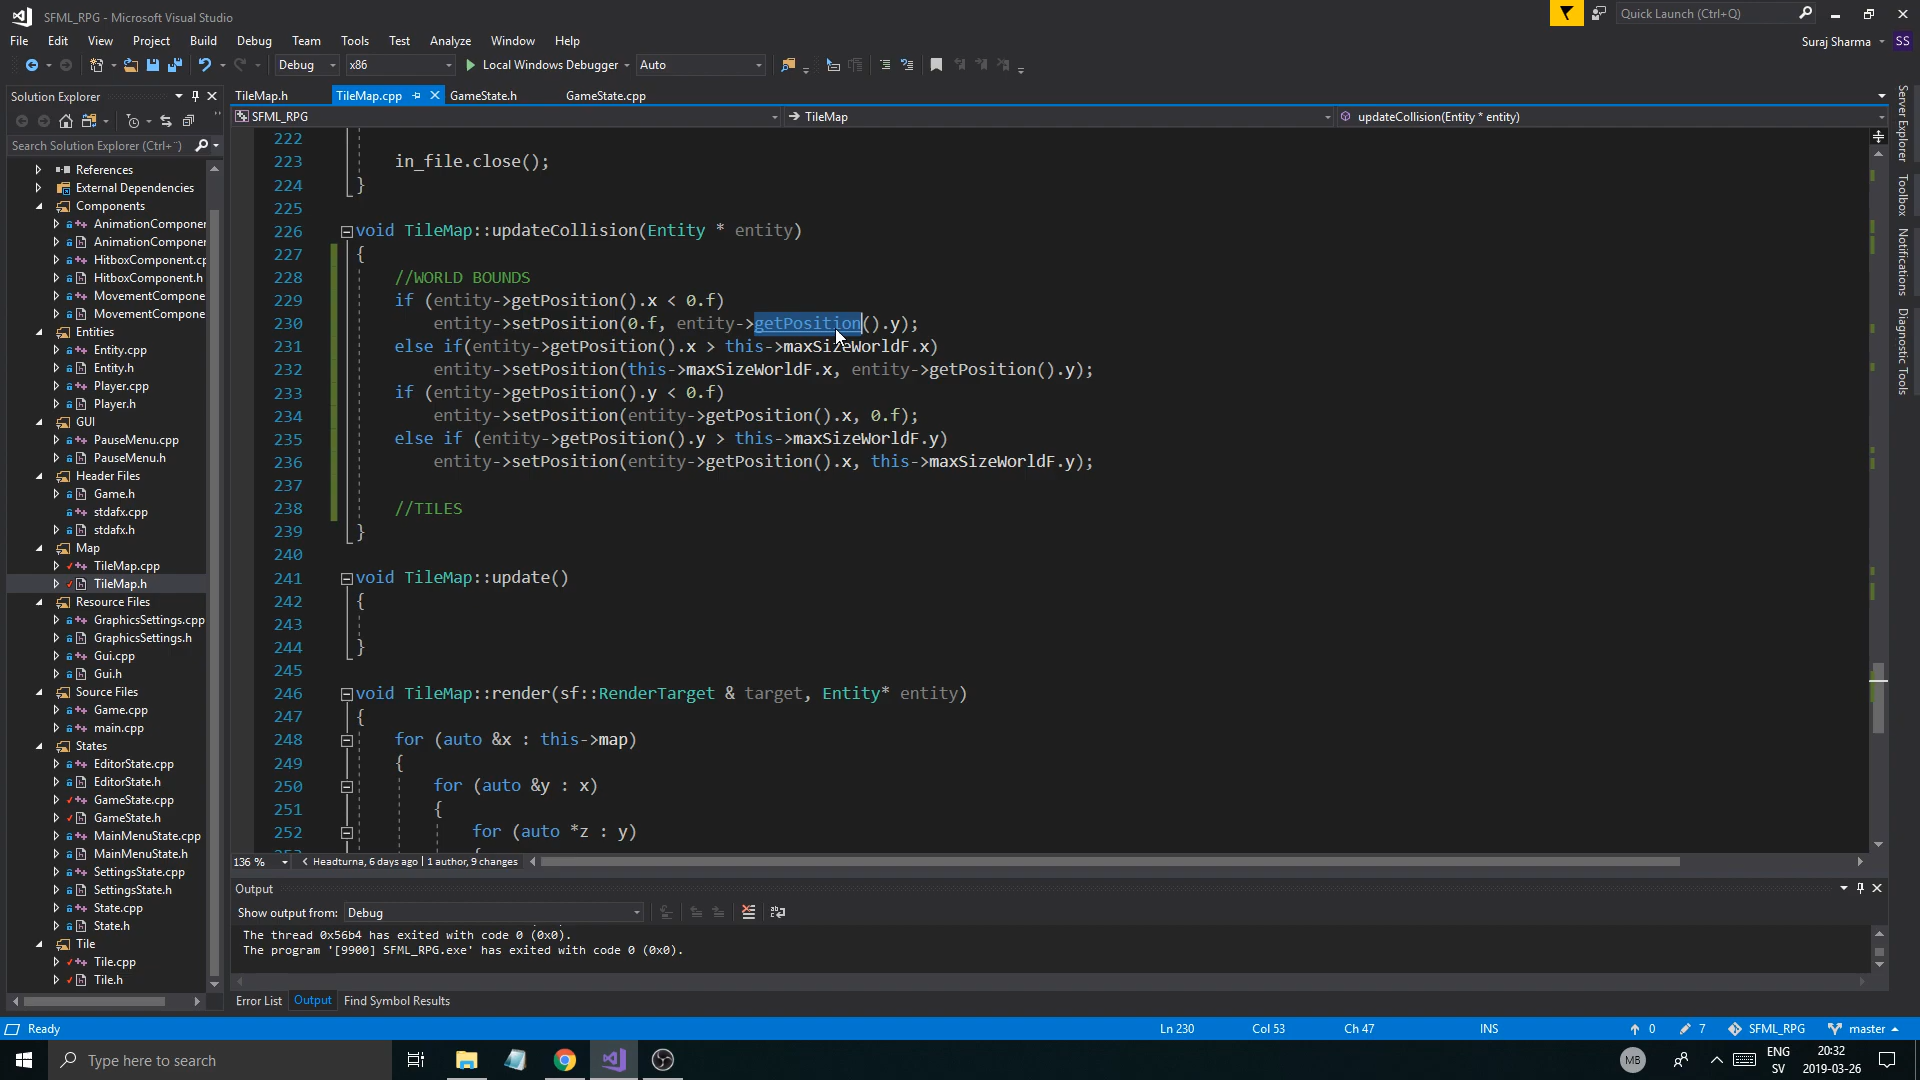 SFML_RPG - Microsoft Visual Studio
Quick Launch (Ctrl+Q)
File Edit View Project Build Debug Team Tools Test Analyze Window Help
Suraj Sharma SS
Debug x86 Local Windows Debugger Auto
Solution Explorer
TileMap.h TileMap.cpp GameState.h GameState.cpp
SFML_RPG TileMap updateCollision(Entity * entity)
Search Solution Explorer (Ctrl+¨)
References
External Dependencies
Components
AnimationComponer
AnimationComponer
HitboxComponent.cp
HitboxComponent.h
MovementCompone
MovementCompone
Entities
Entity.cpp
Entity.h
Player.cpp
Player.h
GUI
PauseMenu.cpp
PauseMenu.h
Header Files
Game.h
stdafx.cpp
stdafx.h
Map
TileMap.cpp
TileMap.h
Resource Files
GraphicsSettings.cpp
GraphicsSettings.h
Gui.cpp
Gui.h
Source Files
Game.cpp
main.cpp
States
EditorState.cpp
EditorState.h
GameState.cpp
GameState.h
MainMenuState.cpp
MainMenuState.h
SettingsState.cpp
SettingsState.h
State.cpp
State.h
Tile
Tile.cpp
Tile.h
222
223 in_file.close();
224 }
225
226 void TileMap::updateCollision(Entity * entity)
227 {
228 //WORLD BOUNDS
229 if (entity->getPosition().x < 0.f)
230 entity->setPosition(0.f, entity->getPosition().y);
231 else if(entity->getPosition().x > this->maxSizeWorldF.x)
232 entity->setPosition(this->maxSizeWorldF.x, entity->getPosition().y);
233 if (entity->getPosition().y < 0.f)
234 entity->setPosition(entity->getPosition().x, 0.f);
235 else if (entity->getPosition().y > this->maxSizeWorldF.y)
236 entity->setPosition(entity->getPosition().x, this->maxSizeWorldF.y);
237
238 //TILES
239 }
240
241 void TileMap::update()
242 {
243
244 }
245
246 void TileMap::render(sf::RenderTarget & target, Entity* entity)
247 {
248 for (auto &x : this->map)
249 {
250 for (auto &y : x)
251 {
252 for (auto *z : y)
136 % Headturna, 6 days ago | 1 author, 9 changes
Server Explorer
Toolbox
Notifications
Diagnostic Tools
Output
Show output from: Debug
The thread 0x56b4 has exited with code 0 (0x0).
The program '[9900] SFML_RPG.exe' has exited with code 0 (0x0).
Error List Output Find Symbol Results
Ready Ln 230 Col 53 Ch 47 INS 0 7 SFML_RPG master
Type here to search
MB
ENG
SV
20:32
2019-03-26